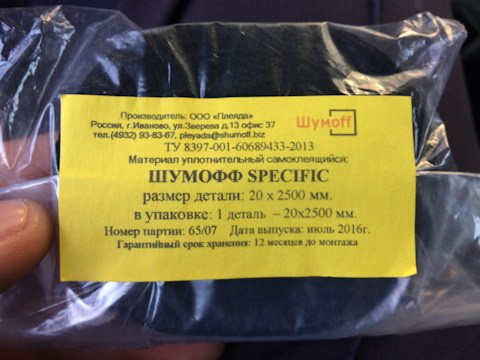 Производитель: ООО «Плеяда»
Россия, г.Иваново, ул.Зверева д.13 офис 37
тел.(4932) 93-83-67, pleyada@shumoff.biz
Шумoff
ТУ 8397-001-60689433-2013
Материал уплотнительный самоклеящийся:
ШУМОФФ SPECIFIC
размер детали: 20 x 2500 мм.
в упаковке: 1 деталь – 20x2500 мм.
Номер партии: 65/07 Дата выпуска: июль 2016г.
Гарантийный срок хранения: 12 месяцев до монтажа